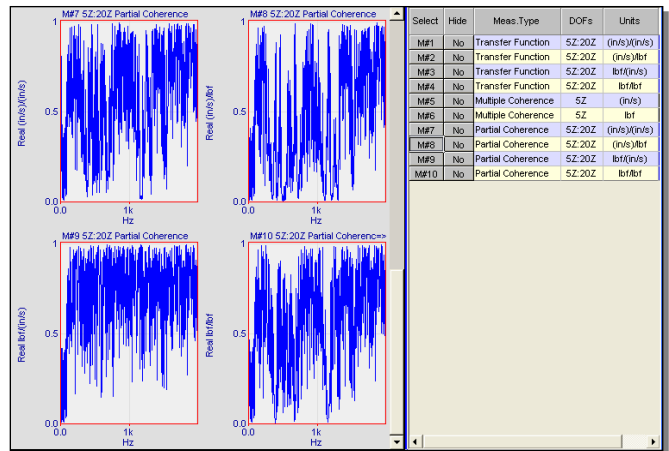 M#7 5Z:20Z Partial Coherence
1
0.5
0.0
Real (in/s)/(in/s)
0.0
1k
Hz
M#8 5Z:20Z Partial Coherence
1
0.5
0.0
Real (in/s)/lbf
0.0
1k
Hz
M#9 5Z:20Z Partial Coherence
1
0.5
0.0
Real lbf/(in/s)
0.0
1k
Hz
M#10 5Z:20Z Partial Coherenc=>
1
0.5
0.0
Real lbf/lbf
0.0
1k
Hz
Select Hide Meas.Type DOFs Units
M#1 No Transfer Function 5Z:20Z (in/s)/(in/s)
M#2 No Transfer Function 5Z:20Z (in/s)/lbf
M#3 No Transfer Function 5Z:20Z lbf/(in/s)
M#4 No Transfer Function 5Z:20Z lbf/lbf
M#5 No Multiple Coherence 5Z (in/s)
M#6 No Multiple Coherence 5Z lbf
M#7 No Partial Coherence 5Z:20Z (in/s)/(in/s)
M#8 No Partial Coherence 5Z:20Z (in/s)/lbf
M#9 No Partial Coherence 5Z:20Z lbf/(in/s)
M#10 No Partial Coherence 5Z:20Z lbf/lbf